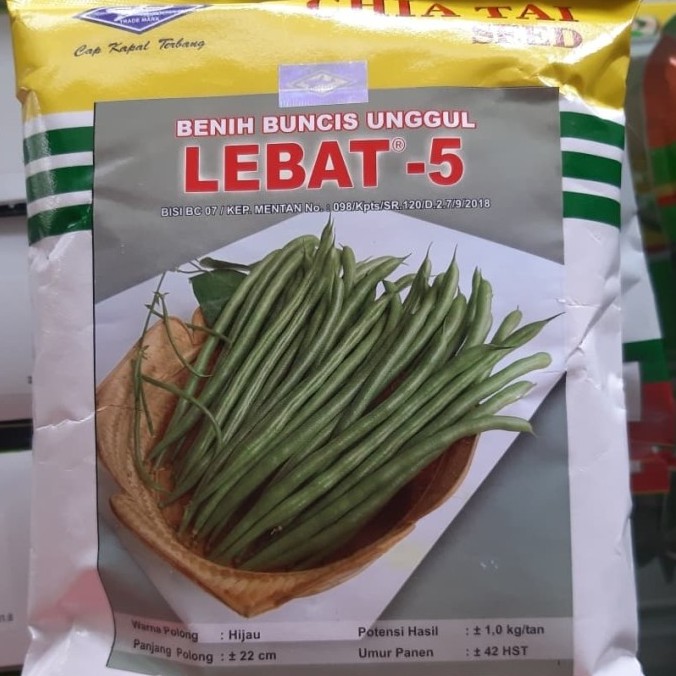 CHIA TAI
SEED
TRADE MARK
Cap Kapal Terbang
BENIH BUNCIS UNGGUL
LEBAT®-5
BISI BC 07 / KEP. MENTAN No. : 098/Kpts/SR.120/D.2.7/9/2018
Warna Polong : Hijau
Panjang Polong : ± 22 cm
Potensi Hasil : ± 1,0 kg/tan
Umur Panen : ± 42 HST